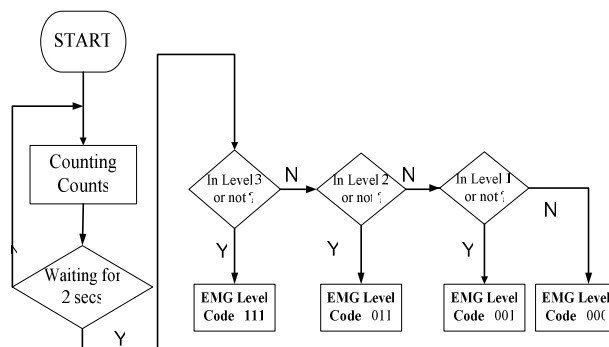 START
Counting
Counts
Waiting for
2 secs
Y
In Level 3
or not
N
In Level 2
or not
N
In Level 1
or not
N
Y
Y
Y
EMG Level
Code 111
EMG Level
Code 011
EMG Level
Code 001
EMG Level
Code 000